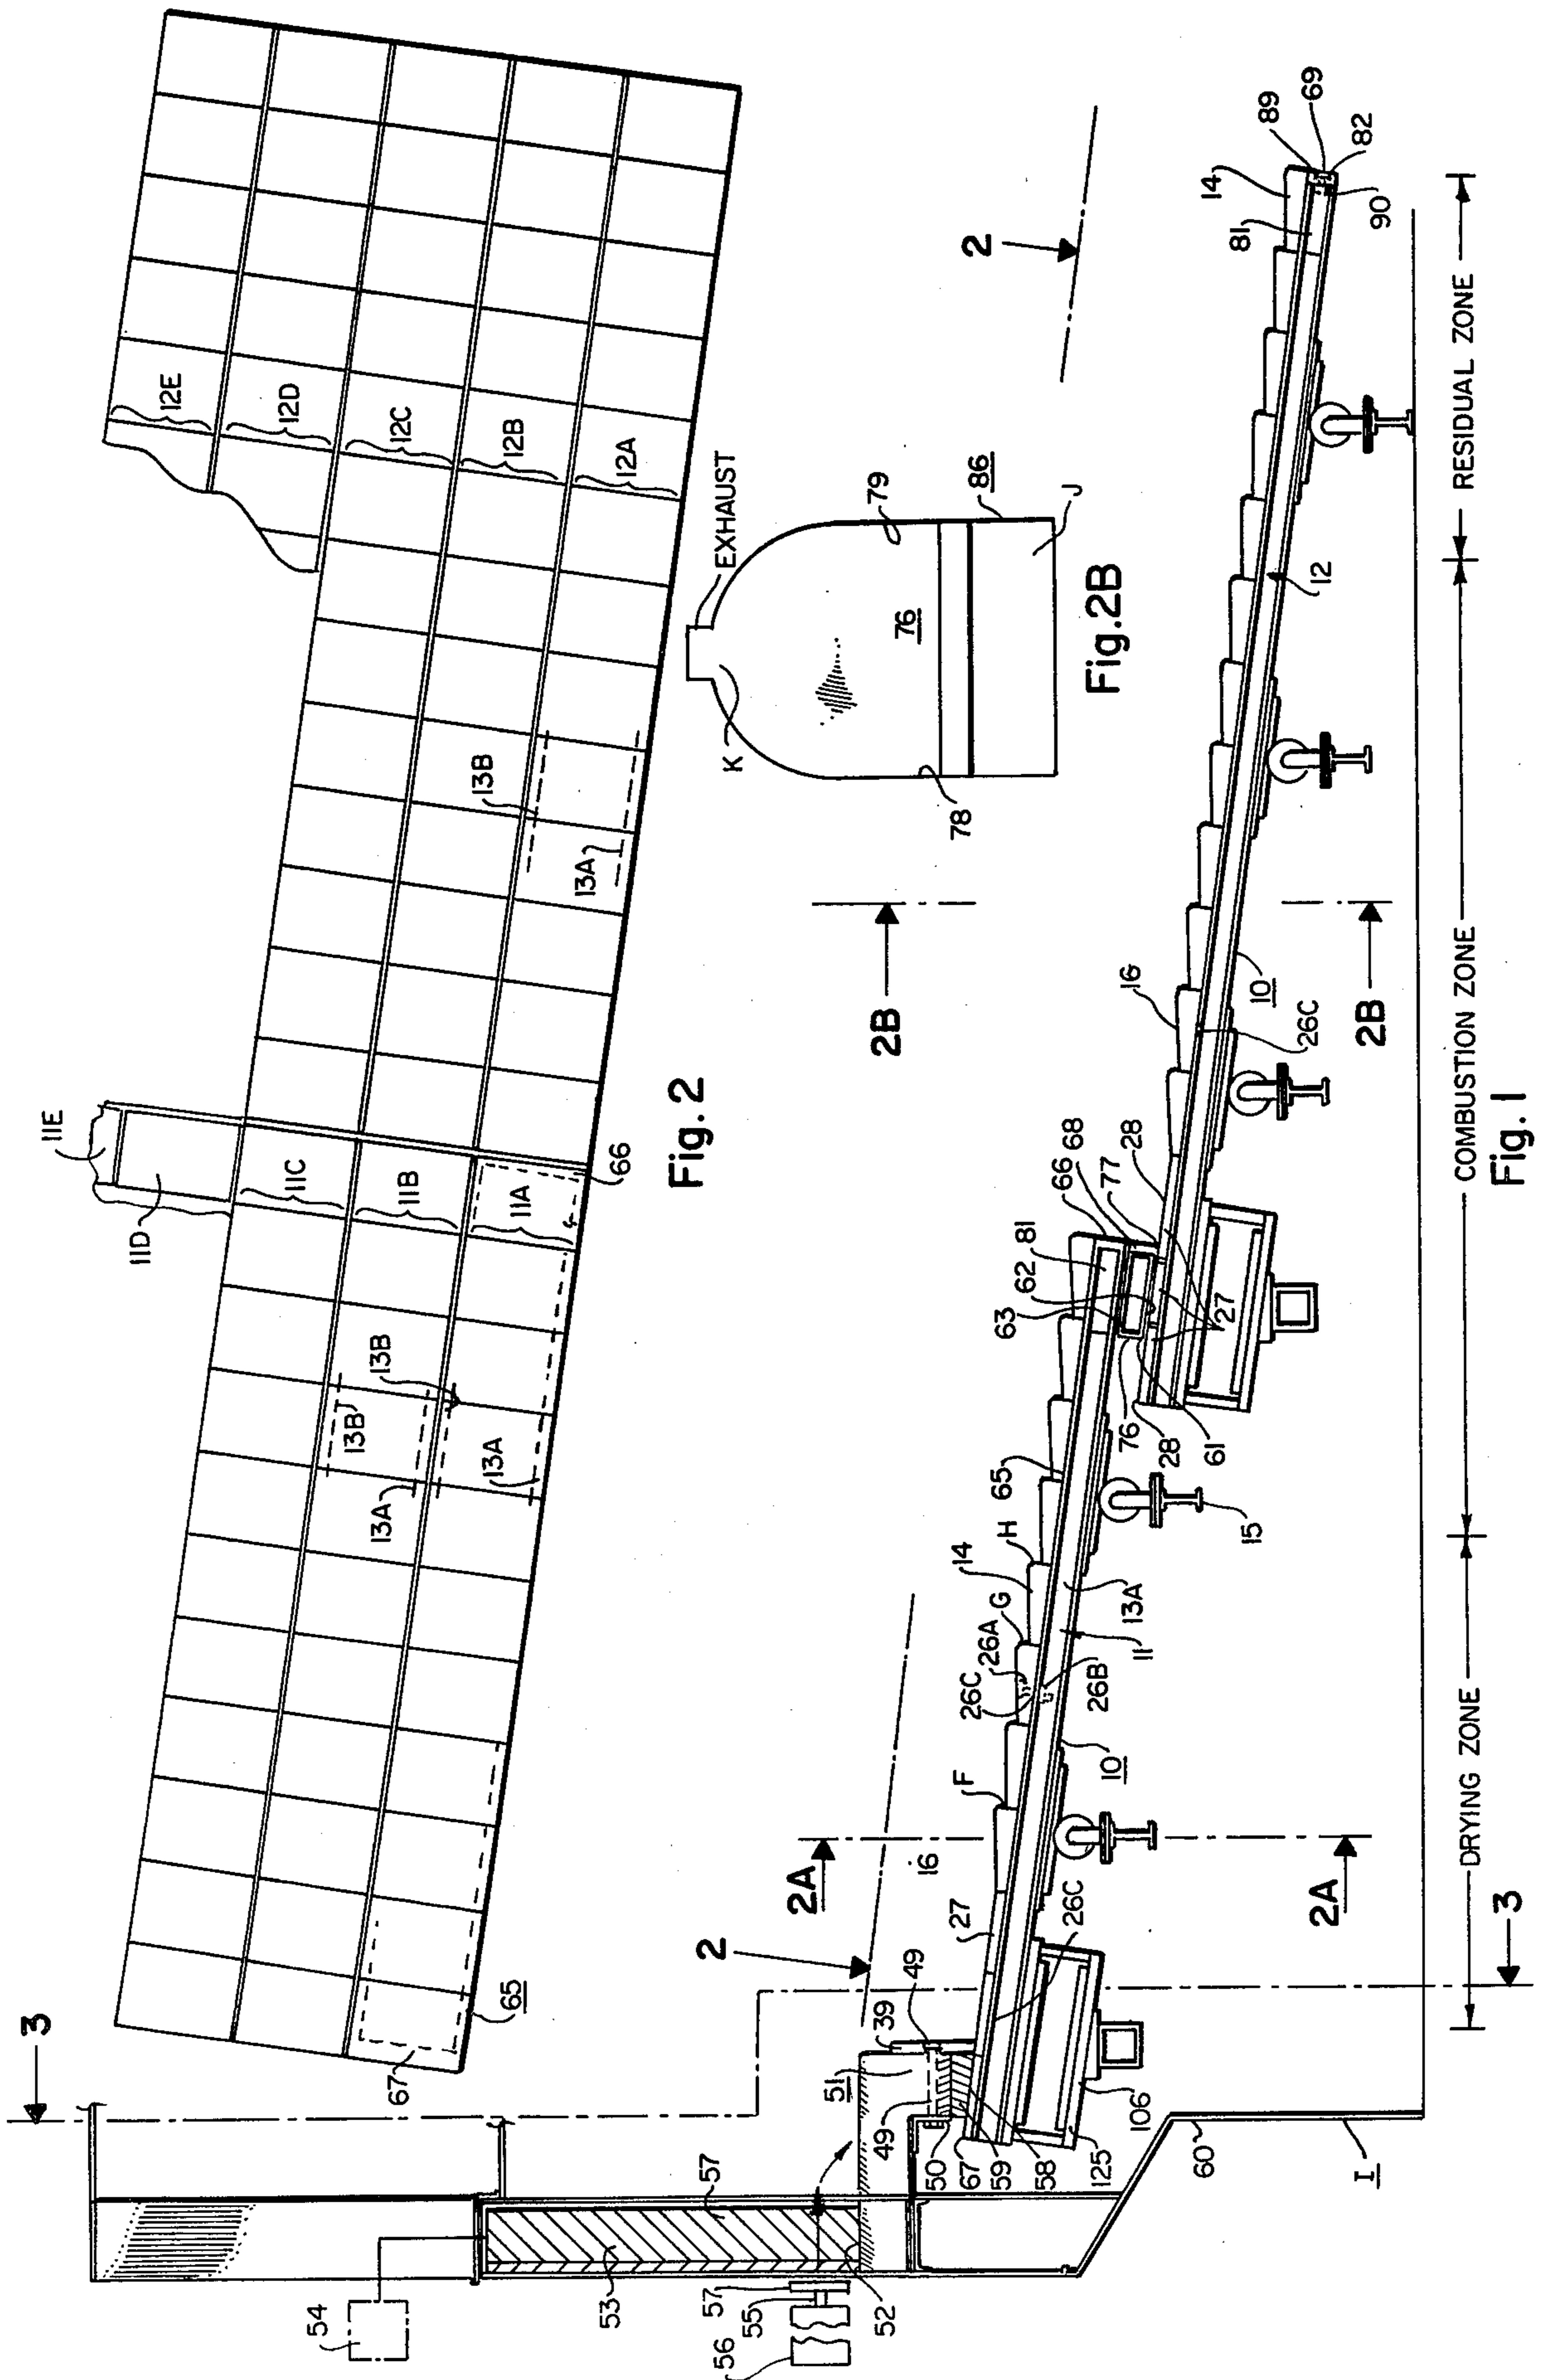 3
3
67
65
11E
11D
11C
11B
11A
66
13B
13B
13A
13A
13B
13A
12E
12D
12C
12B
12A
Fig. 2
EXHAUST
K
79
76
78
86
J
Fig.2B
54
53
57
57
55
56
52
51
39
49
49
50
67
59
58
125
106
60
I
2
2
2A
2A
16
27
26C
F
26C
26A
G
26B
10
14
H
11
13A
65
15
63
62
81
66
68
77
28
76
28
61
27
2B
2B
16
10
26C
12
14
81
89
69
82
90
DRYING ZONE
COMBUSTION ZONE
RESIDUAL ZONE
Fig. 1